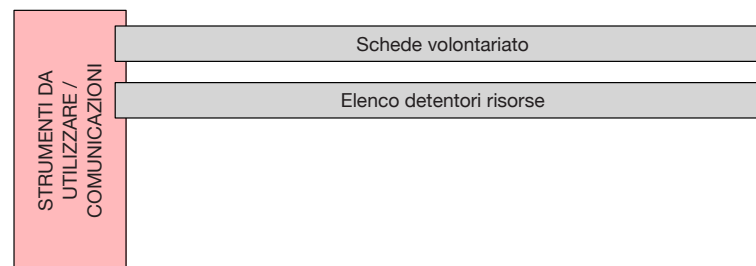 STRUMENTI DA
UTILIZZARE /
COMUNICAZIONI
Schede volontariato
Elenco detentori risorse